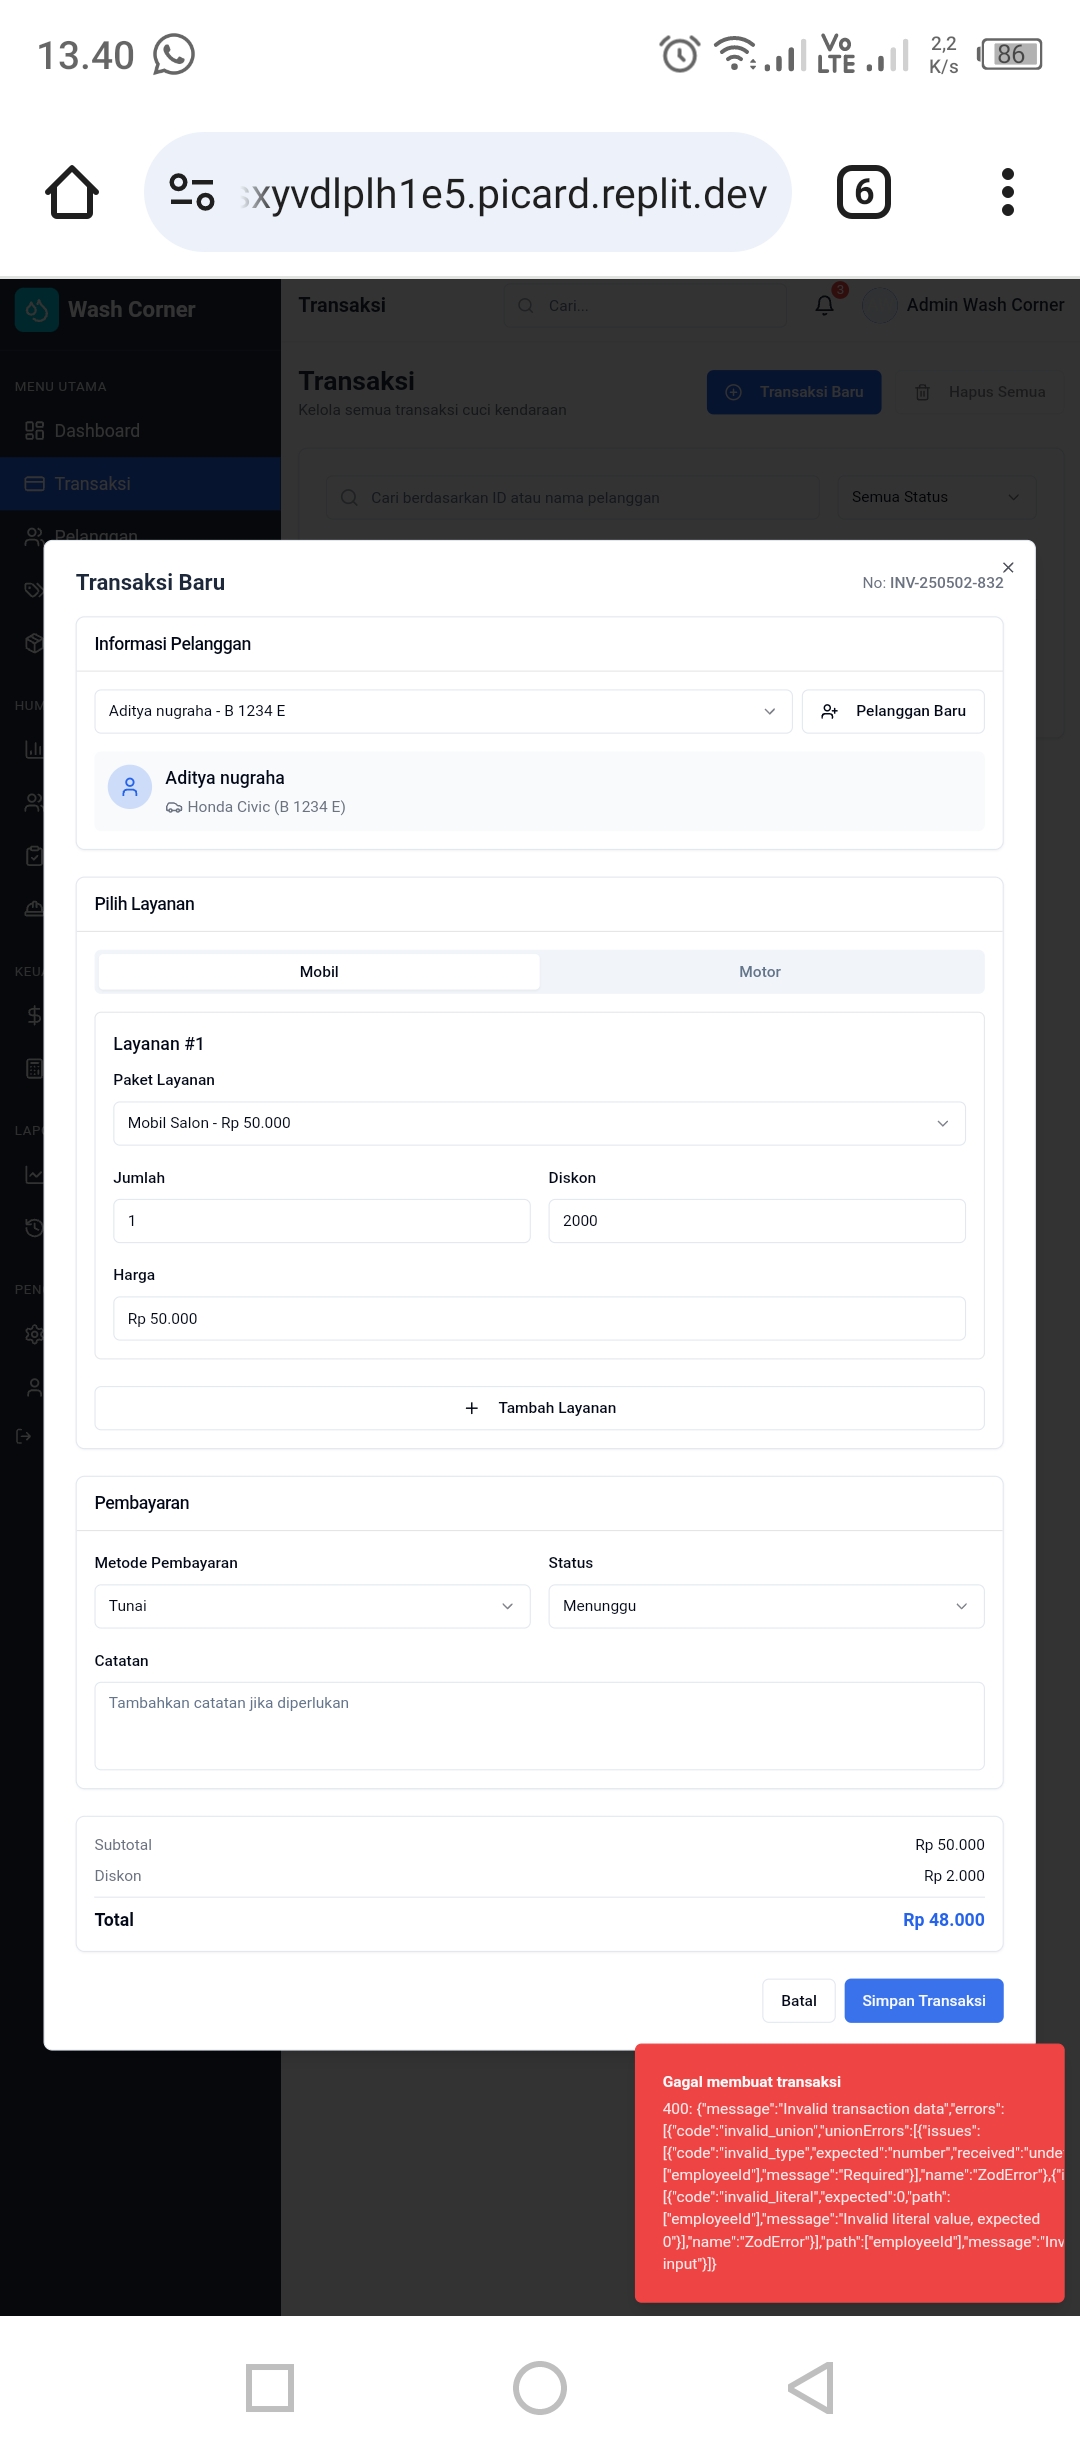 13.40
Vo LTE
2,2 K/s
86
xyvdlplh1e5.picard.replit.dev
6
Wash Corner
Transaksi
Cari...
3
Admin Wash Corner
MENU UTAMA
Dashboard
Transaksi
Pelanggan
Transaksi
Kelola semua transaksi cuci kendaraan
Transaksi Baru
Hapus Semua
Cari berdasarkan ID atau nama pelanggan
Semua Status
HUM
KEUA
LAP
PEN
Transaksi Baru
No: INV-250502-832
Informasi Pelanggan
Aditya nugraha - B 1234 E
Pelanggan Baru
Aditya nugraha
Honda Civic (B 1234 E)
Pilih Layanan
Mobil
Motor
Layanan #1
Paket Layanan
Mobil Salon - Rp 50.000
Jumlah
Diskon
1
2000
Harga
Rp 50.000
Tambah Layanan
Pembayaran
Metode Pembayaran
Status
Tunai
Menunggu
Catatan
Tambahkan catatan jika diperlukan
Subtotal
Rp 50.000
Diskon
Rp 2.000
Total
Rp 48.000
Batal
Simpan Transaksi
Gagal membuat transaksi
400: {"message":"Invalid transaction data","errors":
[{"code":"invalid_union","unionErrors":[{"issues":
[{"code":"invalid_type","expected":"number","received":"unde
["employeeId"],"message":"Required"}],"name":"ZodError"},{"i
[{"code":"invalid_literal","expected":0,"path":
["employeeId"],"message":"Invalid literal value, expected
0"}],"name":"ZodError"}],"path":["employeeId"],"message":"Inv
input"}]}